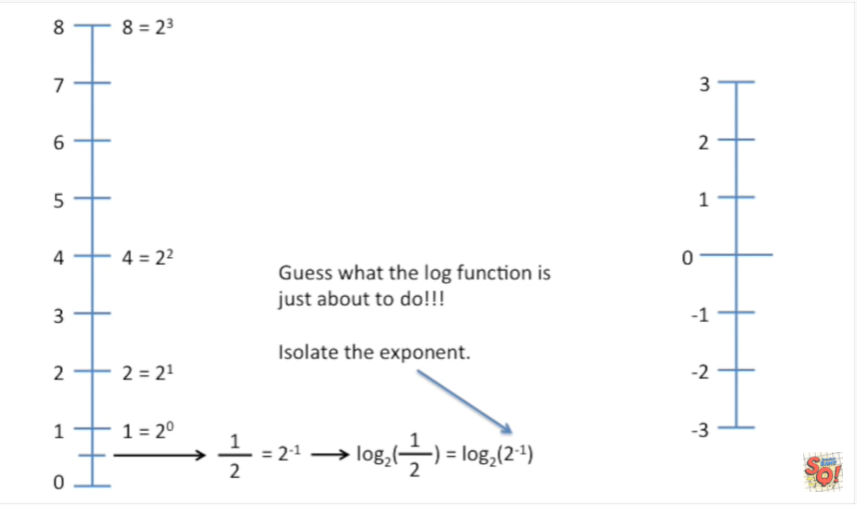 8
8 = 2³
7
6
5
4
4 = 2²
3
2
2 = 2¹
1
1 = 2⁰
0
Guess what the log function is
just about to do!!!
Isolate the exponent.
1/2 = 2⁻¹ ⟶ log₂(1/2) = log₂(2⁻¹)
3
2
1
0
-1
-2
-3
SO!